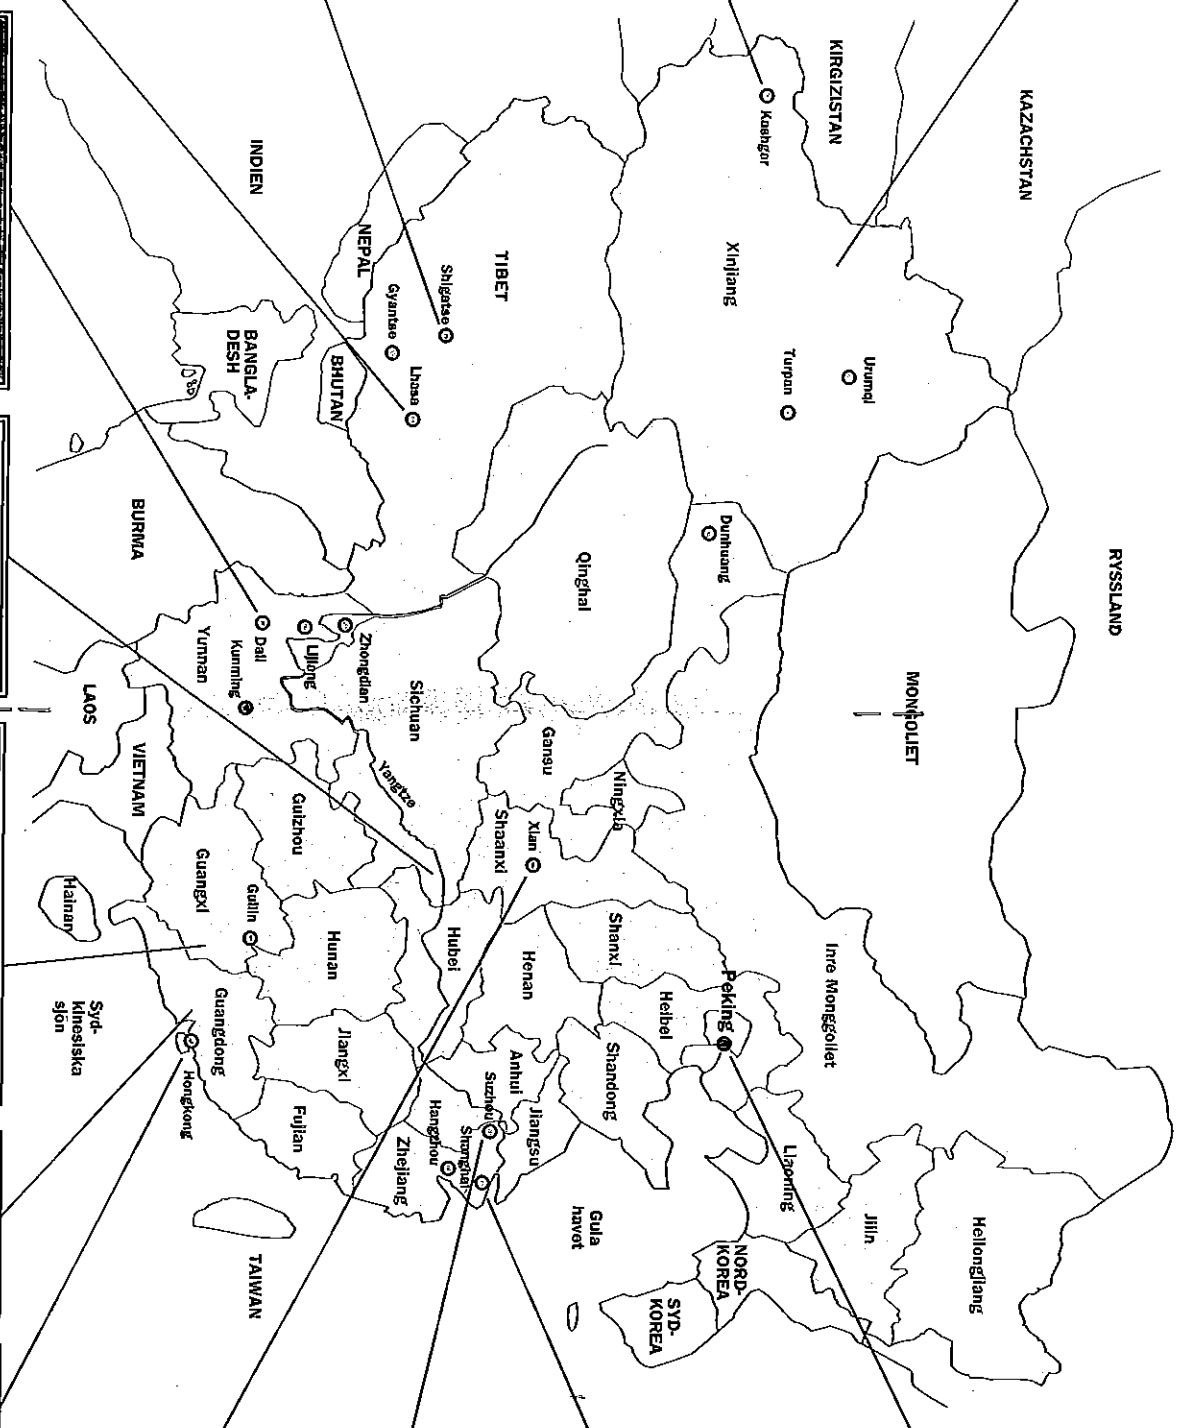 RYSSLAND
KAZACHSTAN
KIRGIZISTAN
MONGOLIET
Kashgar
Xinjiang
Urumqi
Turpan
Dunhuang
Inre Monggoliet
Heilongjiang
Jilin
Liaoning
NORD-
KOREA
SYD-
KOREA
Peking
Heibei
Shanxi
Shandong
Gula
havet
Ningxia
Gansu
Qinghai
TIBET
Shigatse
Gyantse
Lhasa
NEPAL
BHUTAN
INDIEN
BANGLA-
DESH
BURMA
Xian
Shaanxi
Henan
Anhui
Jiangsu
Suzhou
Shanghai
Hangzhou
Zhejiang
Hubei
Sichuan
Yangtze
Zhongdian
Lijiang
Dali
Kunming
Yunnan
Guizhou
Hunan
Jiangxi
Fujian
TAIWAN
Guilin
Guangxi
Guangdong
Hongkong
LAOS
VIETNAM
Hainan
Syd-
kinesiska
sjön